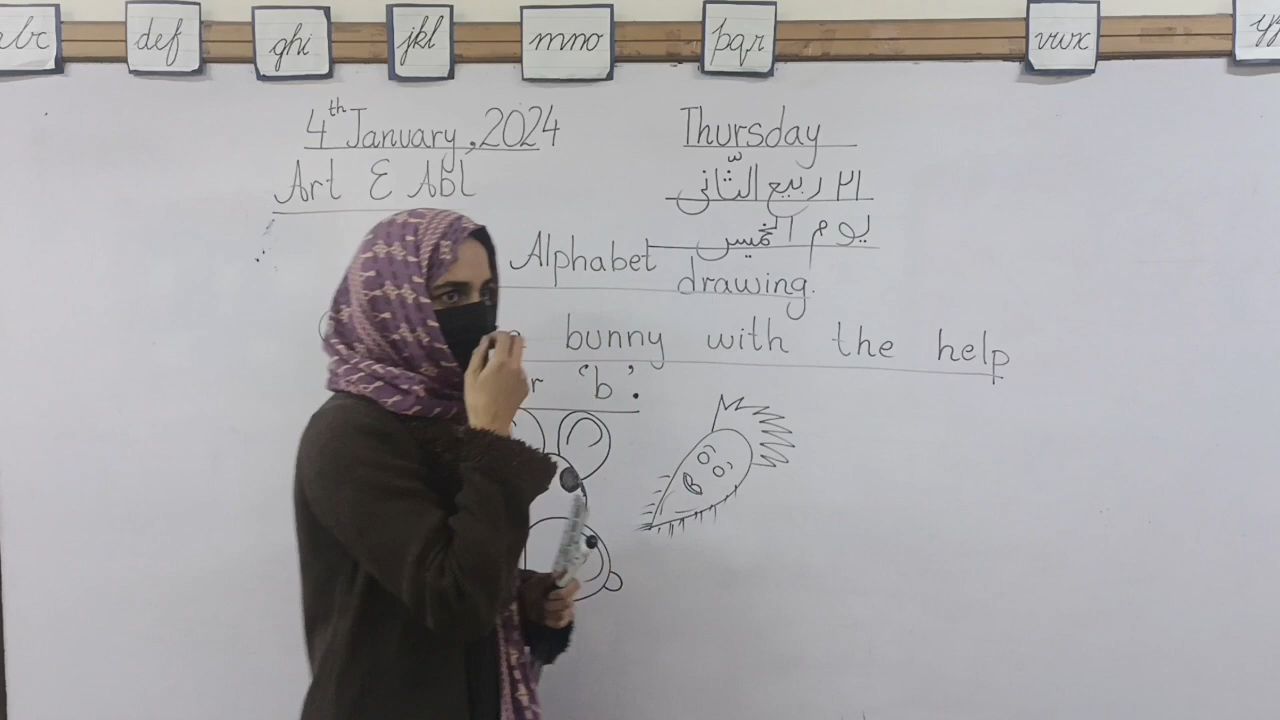 abc def ghi jkl mno pqr vwx
4th January, 2024
Thursday
Art & Abl
٢١ ربيع الثّانی
يوم الخميس
Alphabet drawing.
bunny with the help
r 'b'.